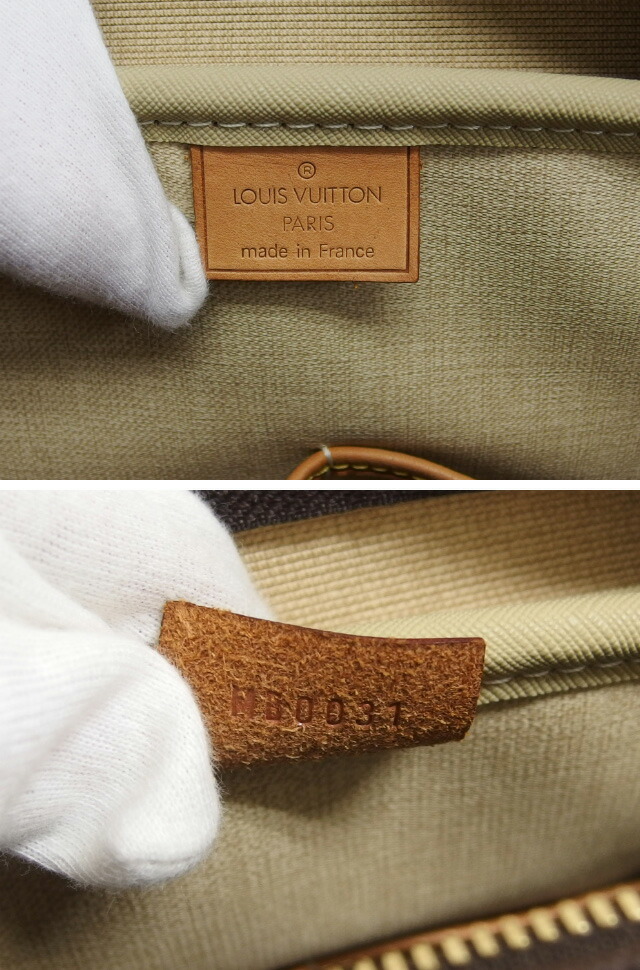 ®
LOUIS VUITTON
PARIS
made in France
MB0031